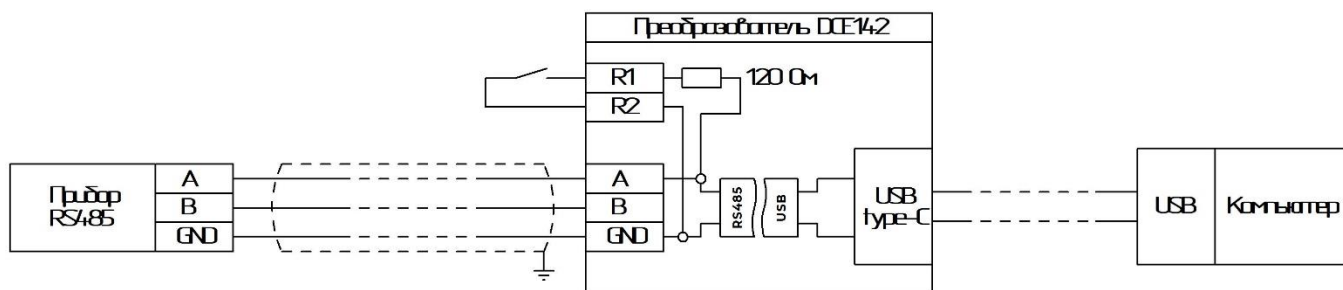 Преобразователь DCE142
R1
120 Ом
R2
Прибор
RS485
A
B
GND
A
B
GND
RS485
USB
USB
type-C
USB
Компьютер